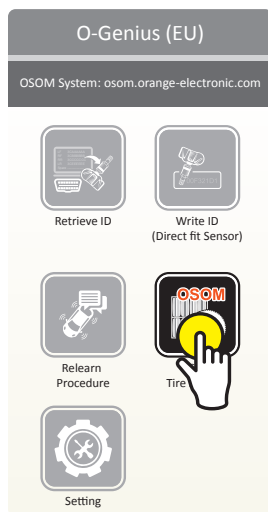 O-Genius (EU)
OSOM System: osom.orange-electronic.com
Retrieve ID
Write ID
(Direct fit Sensor)
OSOM
Relearn
Procedure
Tire
Setting